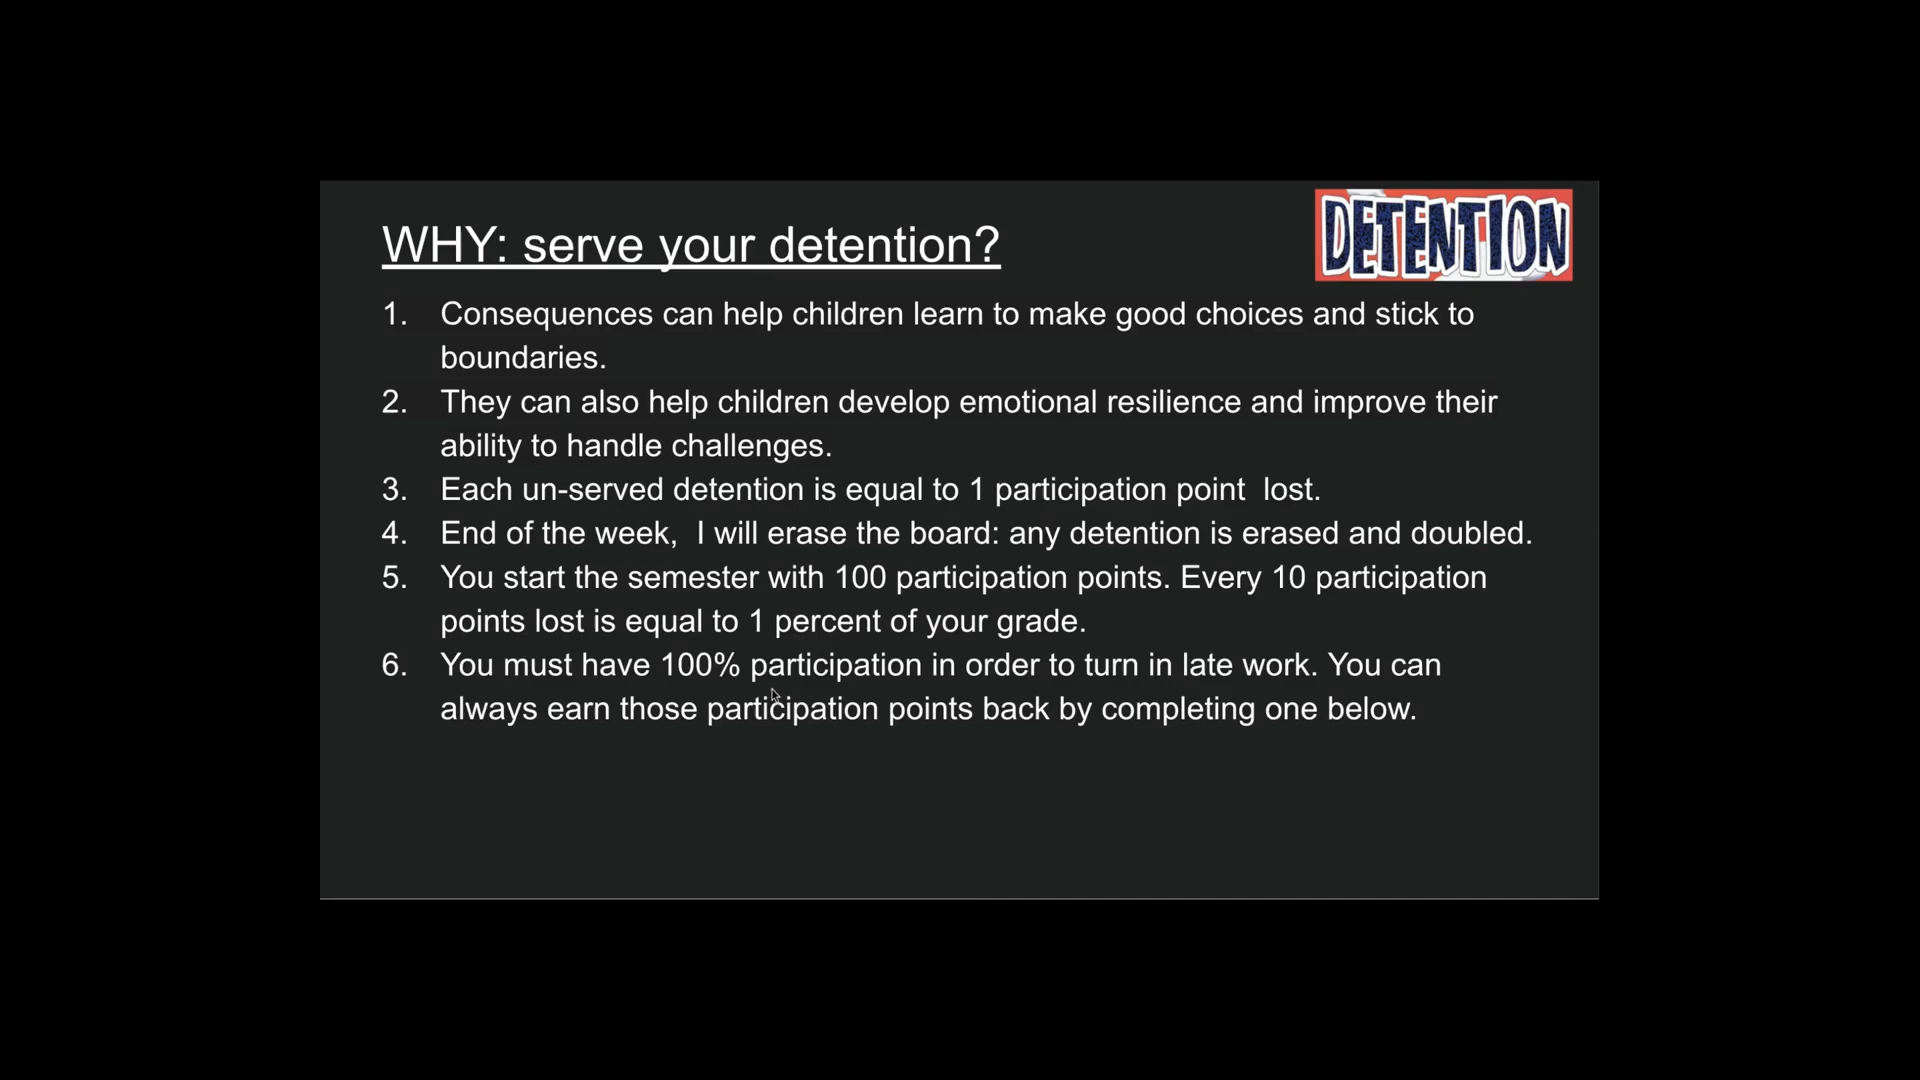 WHY: serve your detention?
DETENTION
1. Consequences can help children learn to make good choices and stick to
boundaries.
2. They can also help children develop emotional resilience and improve their
ability to handle challenges.
3. Each un-served detention is equal to 1 participation point  lost.
4. End of the week,  I will erase the board: any detention is erased and doubled.
5. You start the semester with 100 participation points. Every 10 participation
points lost is equal to 1 percent of your grade.
6. You must have 100% participation in order to turn in late work. You can
always earn those participation points back by completing one below.